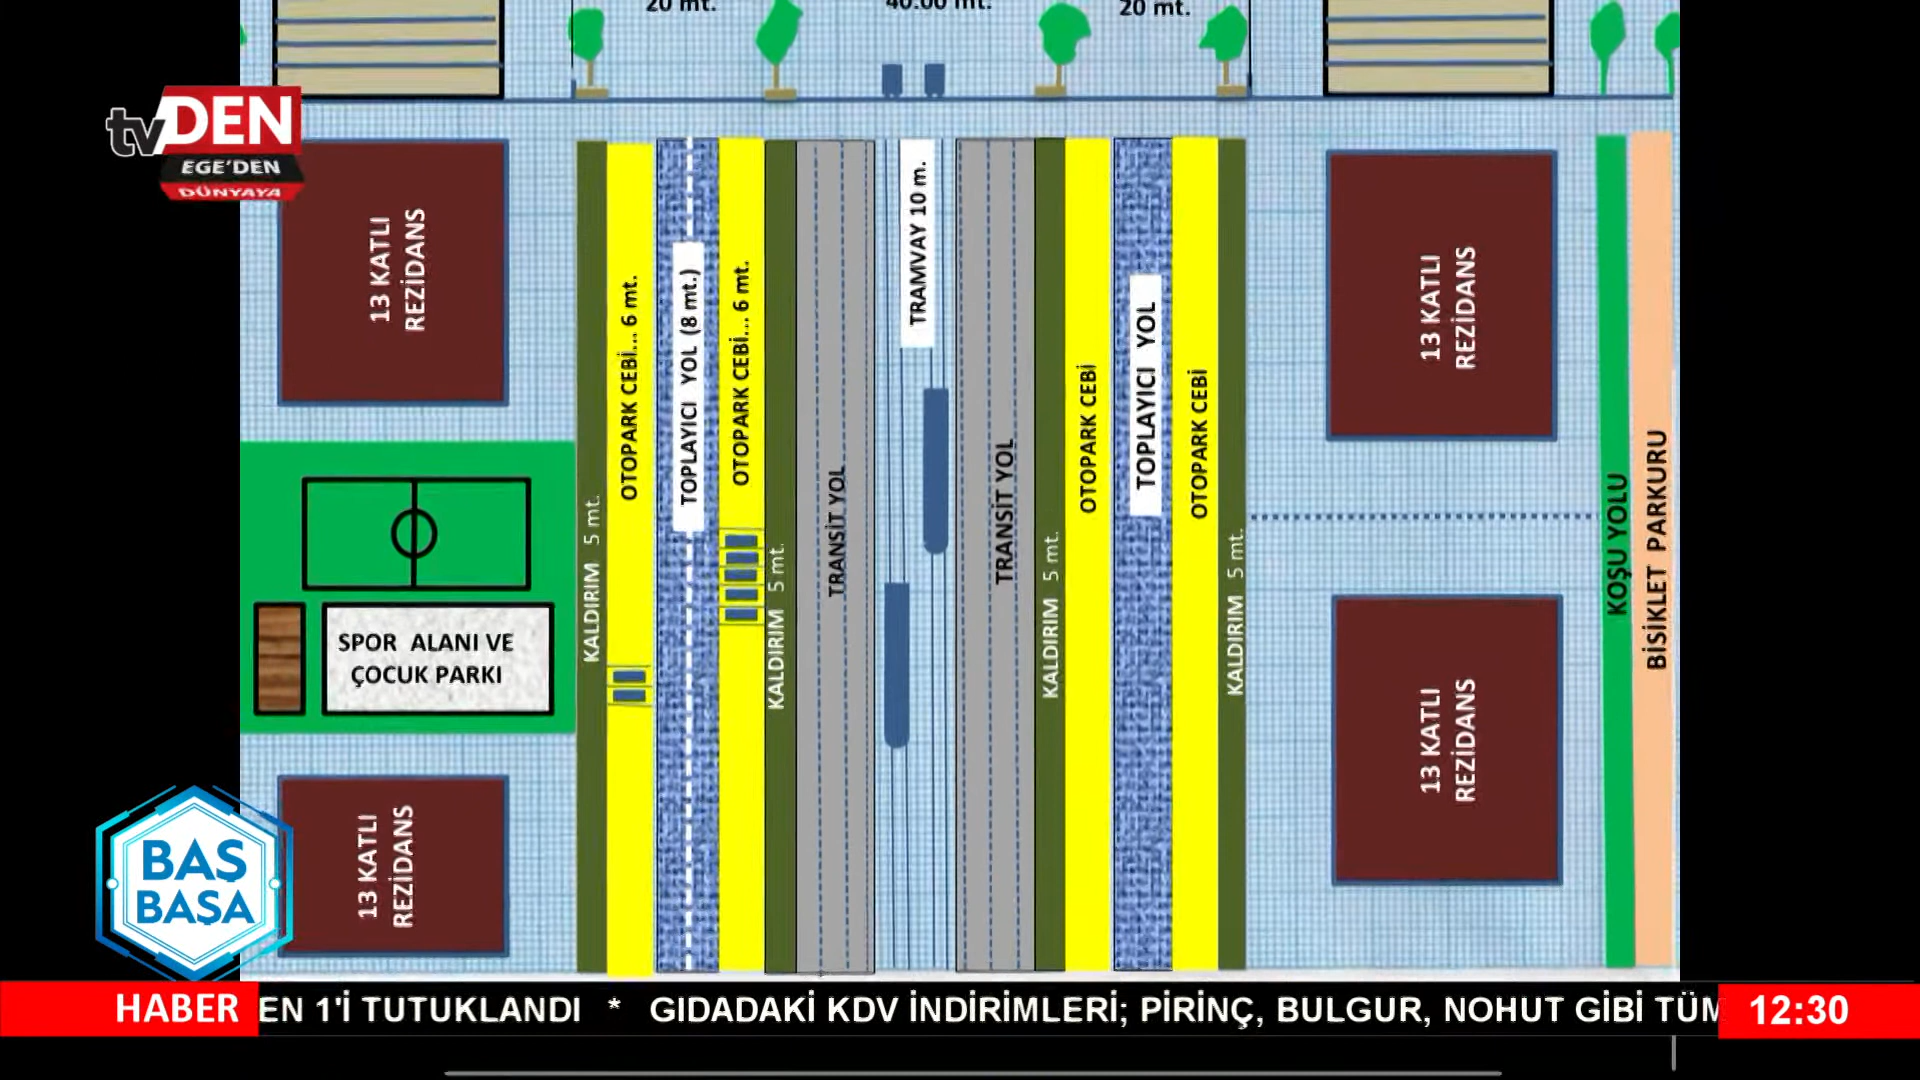 20 mt.
40.00 mt.
20 mt.
tvDEN
EGE'DEN
DÜNYAYA
13 KATLI
REZİDANS
SPOR ALANI VE
ÇOCUK PARKI
13 KATLI
REZİDANS
KALDIRIM 5 mt.
OTOPARK CEBİ... 6 mt.
TOPLAYICI YOL (8 mt.)
OTOPARK CEBİ... 6 mt.
KALDIRIM 5 mt.
TRANSİT YOL
TRAMVAY 10 m.
TRANSİT YOL
KALDIRIM 5 mt.
OTOPARK CEBİ
TOPLAYICI YOL
OTOPARK CEBİ
KALDIRIM 5 mt.
13 KATLI
REZİDANS
13 KATLI
REZİDANS
KOŞU YOLU
BİSİKLET PARKURU
BAŞ
BAŞA
HABER EN 1'İ TUTUKLANDI * GIDADAKİ KDV İNDİRİMLERİ; PİRİNÇ, BULGUR, NOHUT GİBİ TÜM 12:30